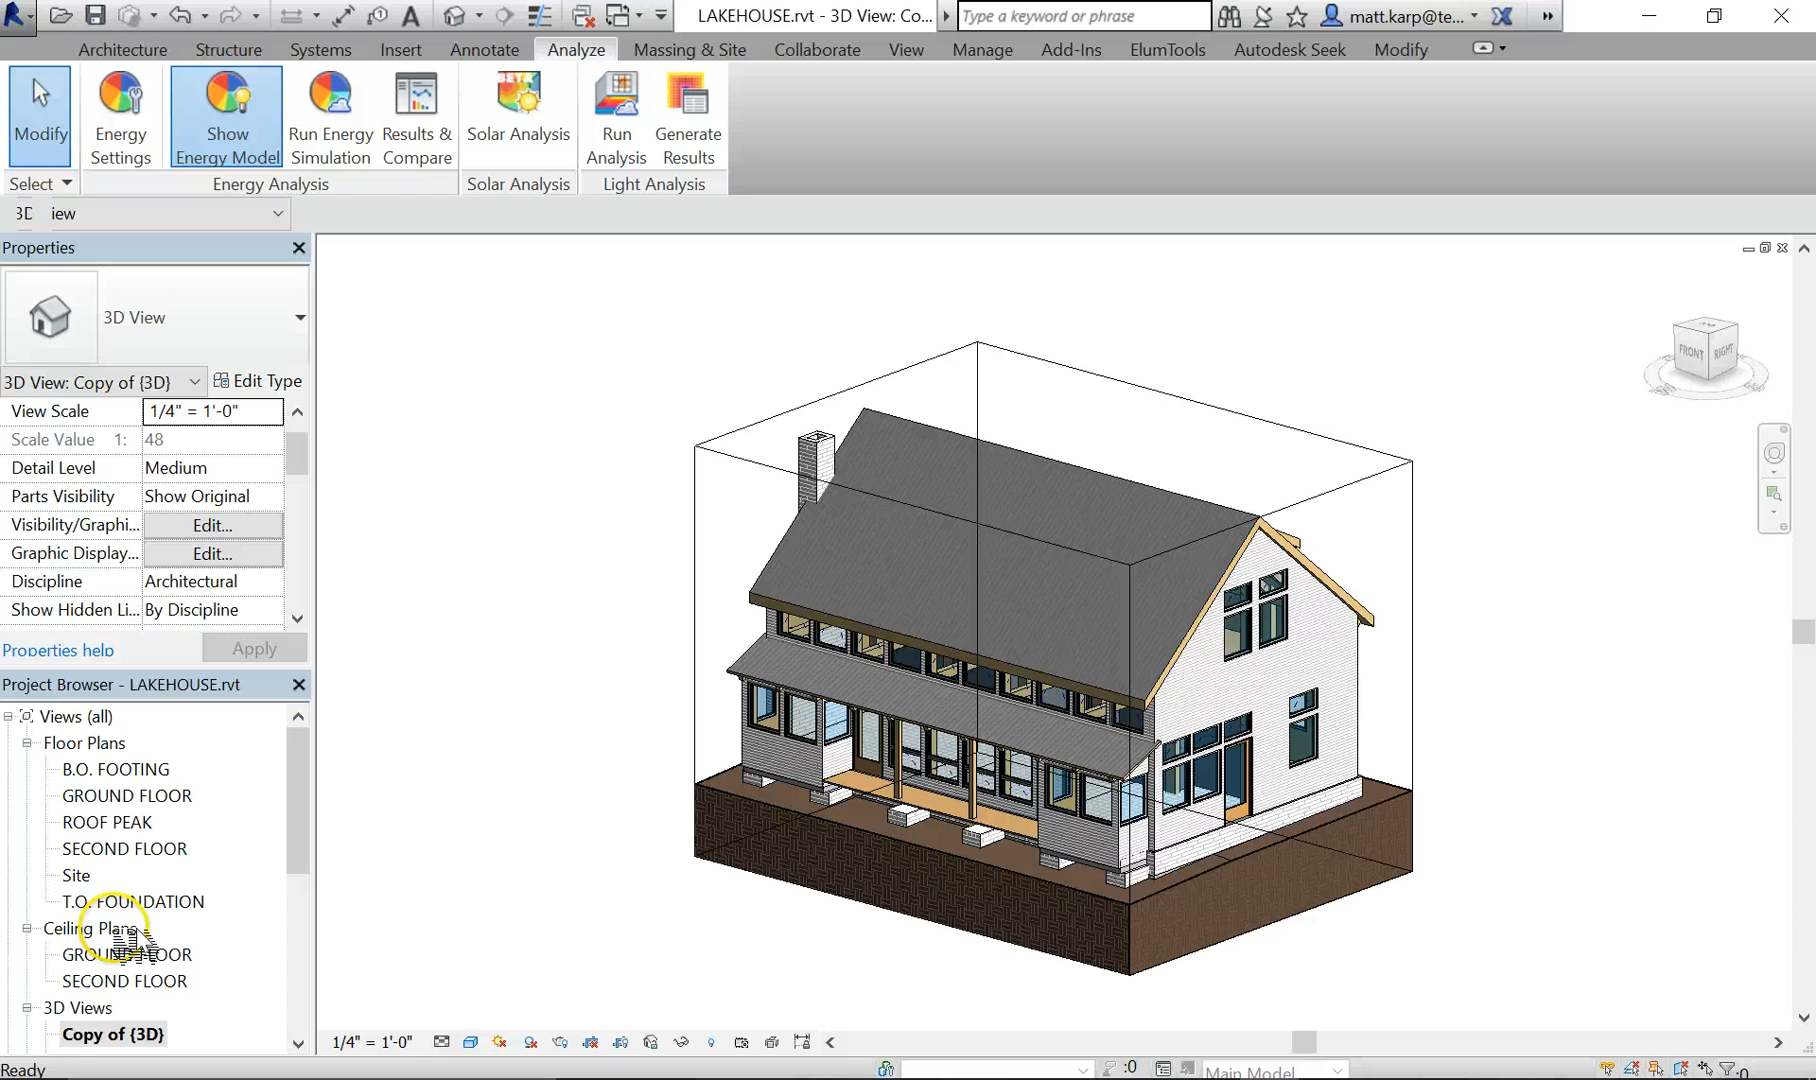 LAKEHOUSE.rvt - 3D View: Co...
Type a keyword or phrase
matt.karp@te...
Architecture Structure Systems Insert Annotate Analyze Massing & Site Collaborate View Manage Add-Ins ElumTools Autodesk Seek Modify
Modify
Energy Settings
Show Energy Model
Run Energy Simulation
Results & Compare
Solar Analysis
Run Analysis
Generate Results
Select
Energy Analysis
Solar Analysis
Light Analysis
3D iew
Properties
3D View
3D View: Copy of {3D}
Edit Type
View Scale 1/4" = 1'-0"
Scale Value 1: 48
Detail Level Medium
Parts Visibility Show Original
Visibility/Graphi... Edit...
Graphic Display... Edit...
Discipline Architectural
Show Hidden Li... By Discipline
Properties help
Apply
Project Browser - LAKEHOUSE.rvt
Views (all)
Floor Plans
B.O. FOOTING
GROUND FLOOR
ROOF PEAK
SECOND FLOOR
Site
T.O. FOUNDATION
Ceiling Plans
GROUND FLOOR
SECOND FLOOR
3D Views
Copy of {3D}
FRONT
RIGHT
1/4" = 1'-0"
Ready
:0
Main Model
:0